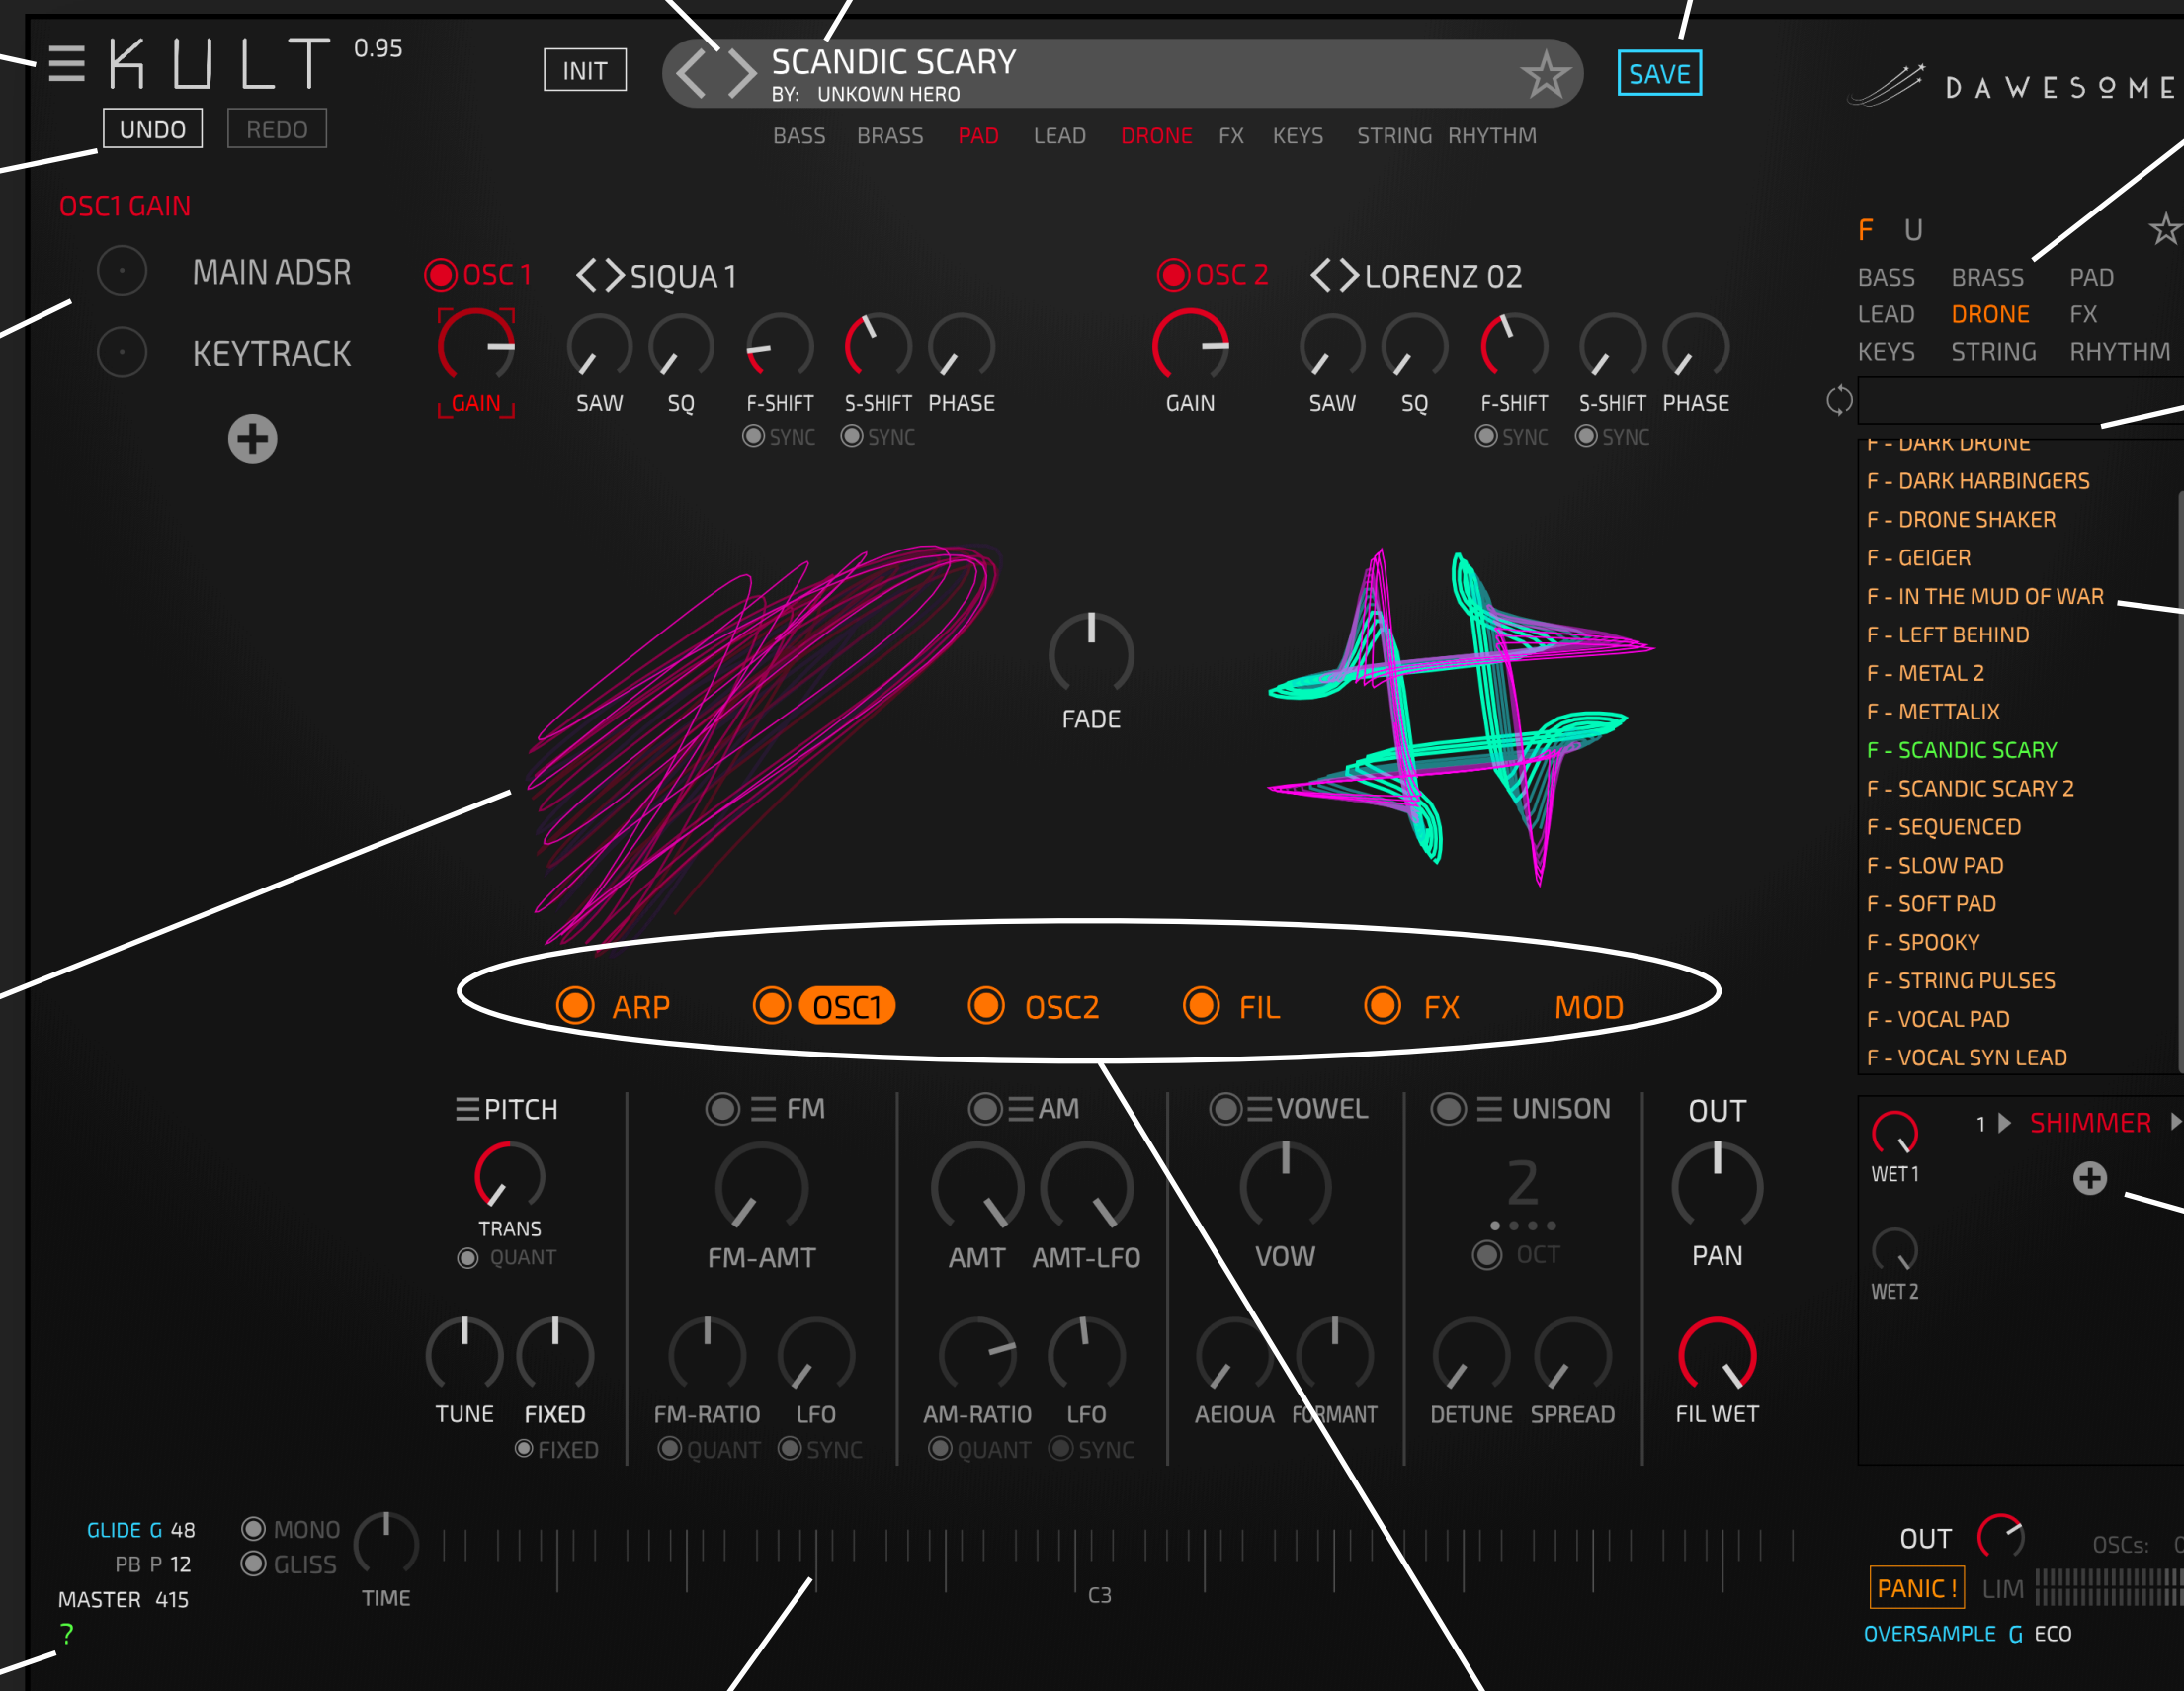 KULT 0.95
UNDO REDO
INIT
SCANDIC SCARY
BY: UNKOWN HERO
SAVE
BASS BRASS PAD LEAD DRONE FX KEYS STRING RHYTHM
DAWESOME
OSC1 GAIN
MAIN ADSR
KEYTRACK
OSC 1 SIQUA 1
GAIN SAW SQ F-SHIFT S-SHIFT PHASE
SYNC SYNC
OSC 2 LORENZ 02
GAIN SAW SQ F-SHIFT S-SHIFT PHASE
SYNC SYNC
FADE
F U
BASS BRASS PAD
LEAD DRONE FX
KEYS STRING RHYTHM
F - DARK DRONE
F - DARK HARBINGERS
F - DRONE SHAKER
F - GEIGER
F - IN THE MUD OF WAR
F - LEFT BEHIND
F - METAL 2
F - METTALIX
F - SCANDIC SCARY
F - SCANDIC SCARY 2
F - SEQUENCED
F - SLOW PAD
F - SOFT PAD
F - SPOOKY
F - STRING PULSES
F - VOCAL PAD
F - VOCAL SYN LEAD
ARP OSC1 OSC2 FIL FX MOD
PITCH FM AM VOWEL UNISON OUT
2
TRANS
QUANT
FM-AMT AMT AMT-LFO VOW OCT PAN
TUNE FIXED FM-RATIO LFO AM-RATIO LFO AEIOUA FORMANT DETUNE SPREAD FIL WET
FIXED QUANT SYNC QUANT SYNC
WET 1 1 SHIMMER
WET 2
GLIDE G 48
PB P 12
MASTER 415
?
MONO
GLISS
TIME
C3
OUT OSCs:
PANIC ! LIM
OVERSAMPLE G ECO